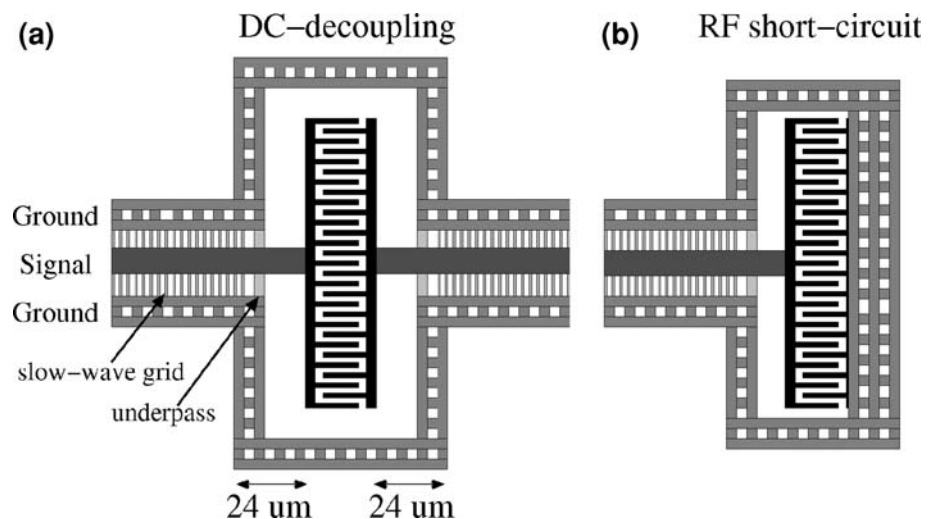 (a)
DC−decoupling
(b)
RF short−circuit
Ground
Signal
Ground
slow−wave grid
underpass
24 um
24 um